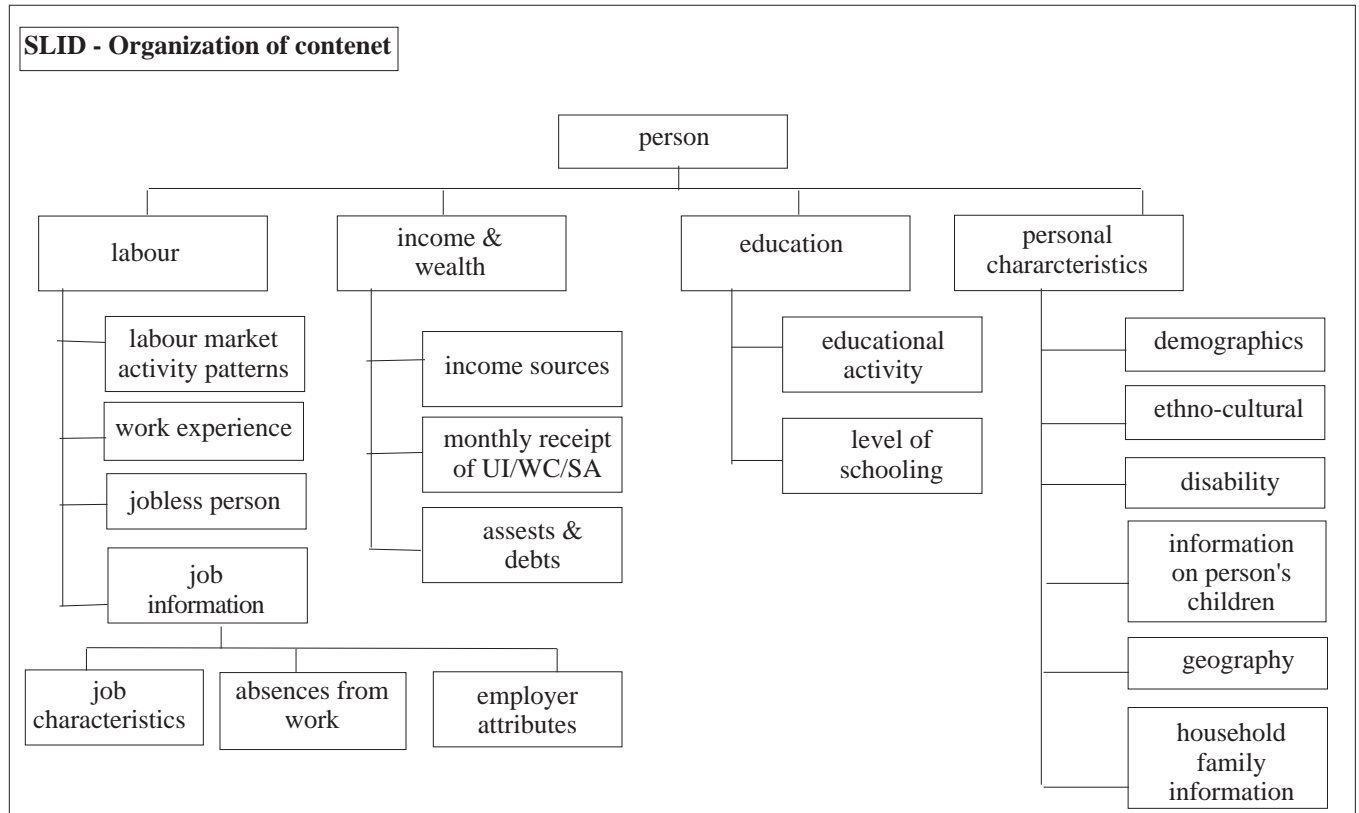 SLID - Organization of contenet
person
labour
income &
wealth
education
personal
chararcteristics
labour market
activity patterns
work experience
jobless person
job
information
job
characteristics
absences from
work
employer
attributes
income sources
monthly receipt
of UI/WC/SA
assests &
debts
educational
activity
level of
schooling
demographics
ethno-cultural
disability
information
on person's
children
geography
household
family
information